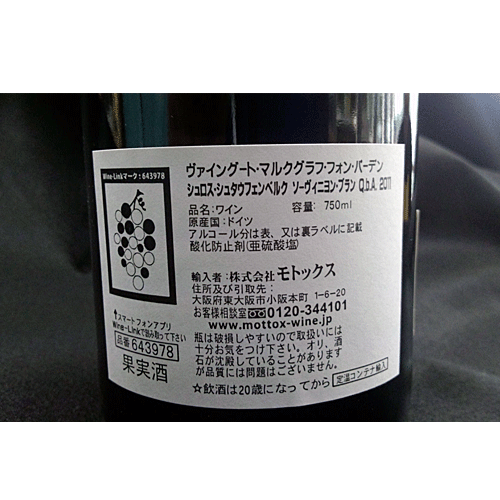 Wine-Linkマーク:643978
↑スマートフォンアプリ
Wine-Linkで読み取って下さい
品番 643978
果実酒
ヴァイングート・マルクグラフ・フォン・バーデン
シュロス・シュタウフェンベルク ソーヴィニヨン・ブラン Q.b.A. 2011
品名:ワイン 容量: 750ml
原産国:ドイツ
アルコール分は表、又は裏ラベルに記載
酸化防止剤(亜硫酸塩)
輸入者:株式会社モトックス
住所及び引取先:
大阪府東大阪市小阪本町 1-6-20
お客様相談室☎0120-344101
www.mottox-wine.jp
瓶は破損しやすいので取扱いには
十分お気をつけ下さい。オリ、酒
石が沈殿していることがあります
が品質には問題はございません。
☆飲酒は20歳になってから 定温コンテナ輸入